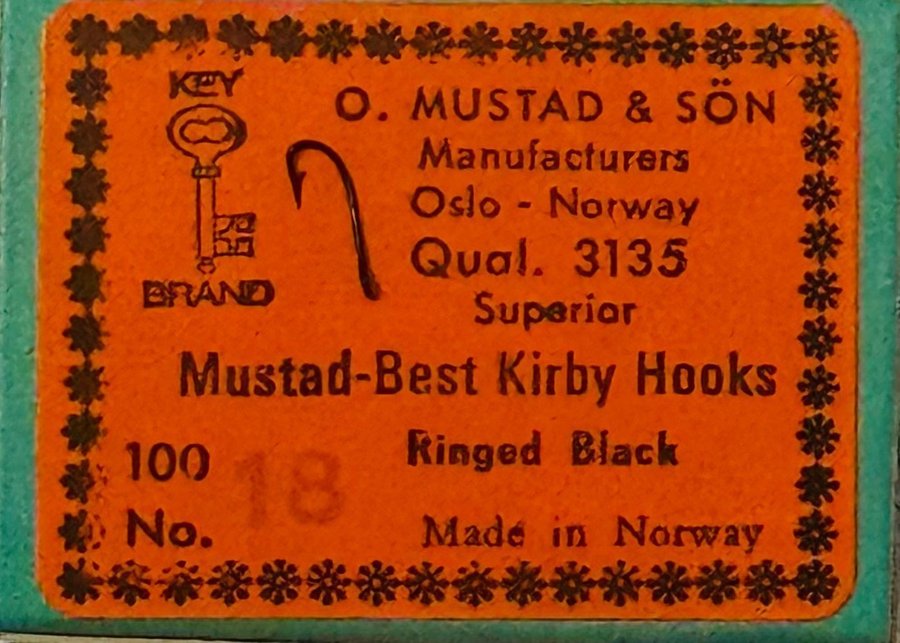 KEY
BRAND
O. MUSTAD & SÖN
Manufacturers
Oslo - Norway
Qual. 3135
Superior
Mustad-Best Kirby Hooks
Ringed Black
100
No. 18
Made in Norway